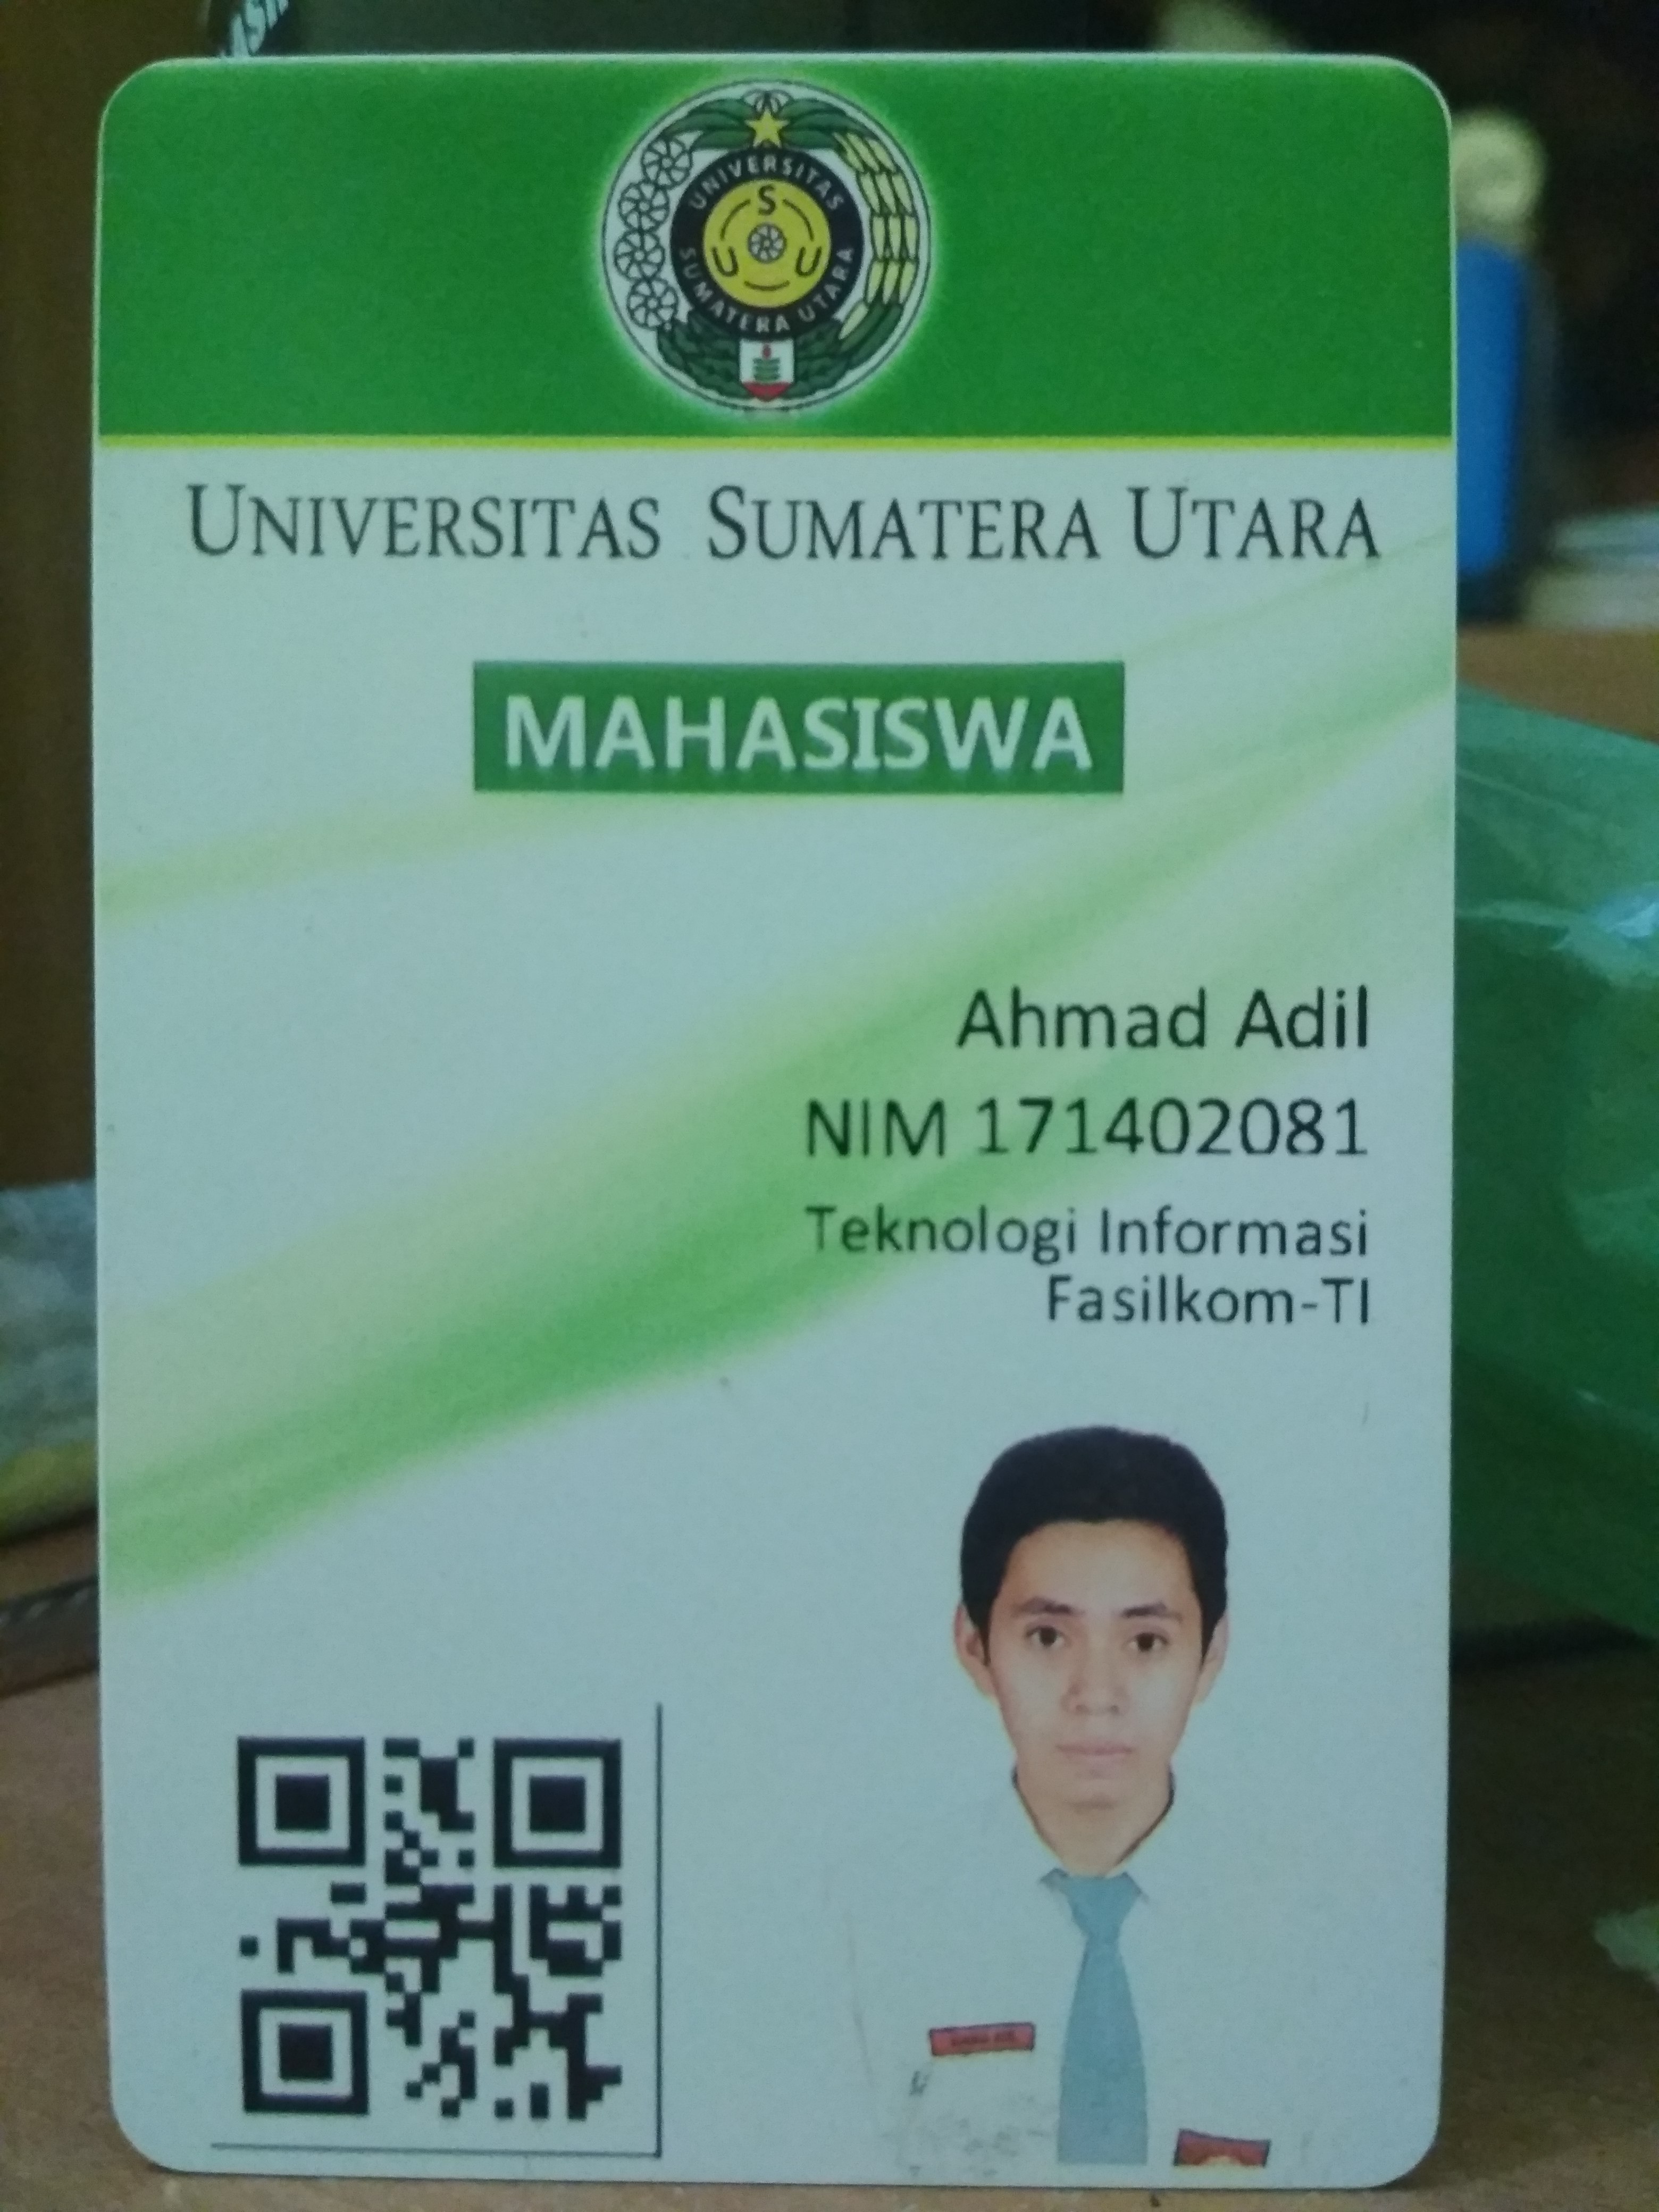 UNIVERSITAS
S
U U
SUMATERA UTARA
UNIVERSITAS SUMATERA UTARA
MAHASISWA
Ahmad Adil
NIM 171402081
Teknologi Informasi
Fasilkom-TI